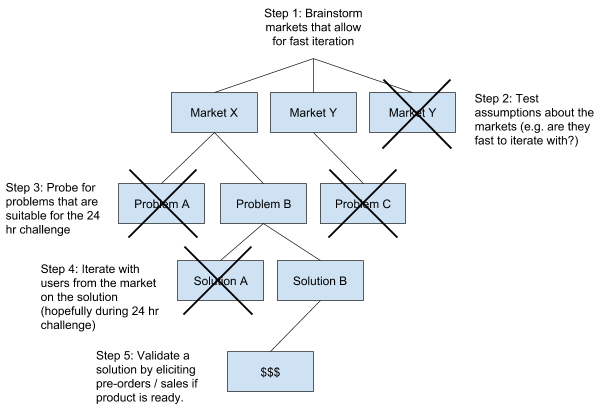 Step 1: Brainstorm
markets that allow
for fast iteration
Market X
Market Y
Market Y
Step 2: Test
assumptions about the
markets (e.g. are they
fast to iterate with?)
Step 3: Probe for
problems that are
suitable for the 24
hr challenge
Problem A
Problem B
Problem C
Step 4: Iterate with
users from the market
on the solution
(hopefully during 24 hr
challenge)
Solution A
Solution B
Step 5: Validate a
solution by eliciting
pre-orders / sales if
product is ready.
$$$